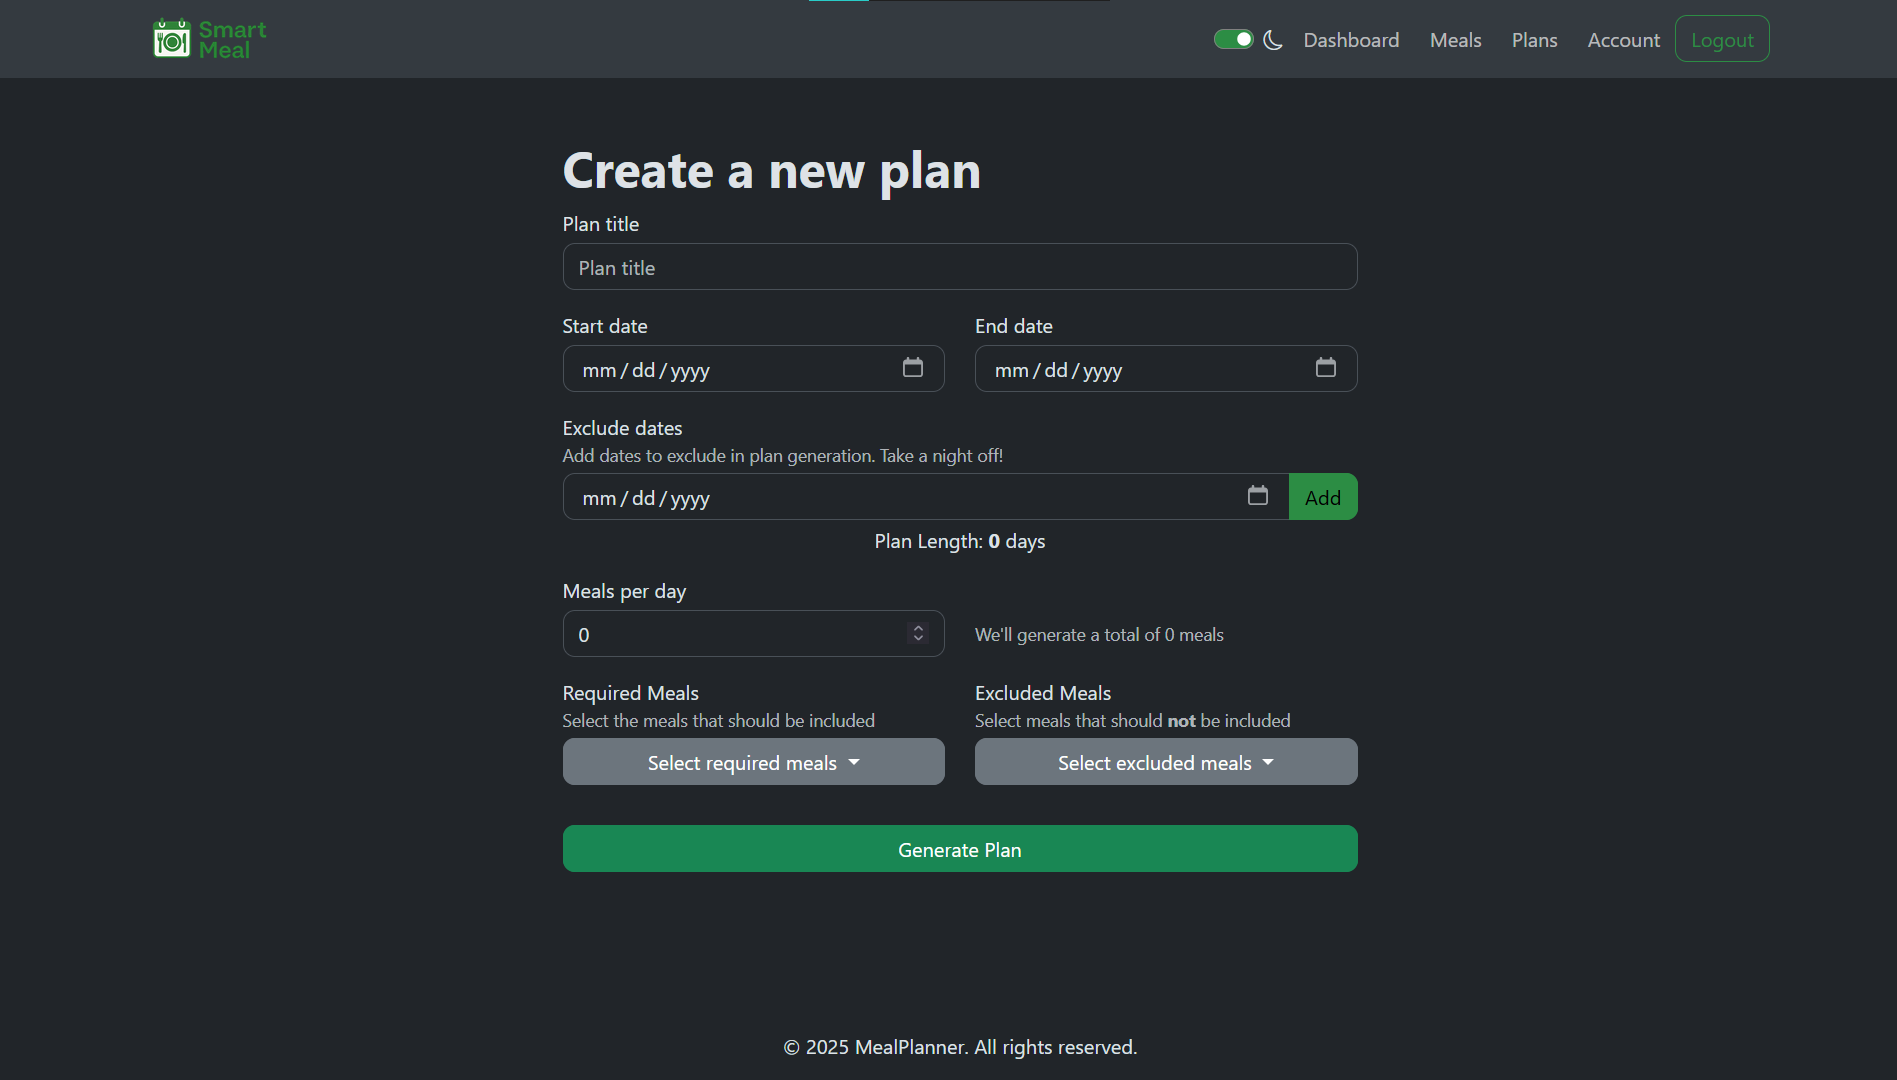 Smart
Meal
Dashboard
Meals
Plans
Account
Logout
Create a new plan
Plan title
Plan title
Start date
End date
mm/dd/yyyy
mm/dd/yyyy
Exclude dates
Add dates to exclude in plan generation. Take a night off!
mm/dd/yyyy
Add
Plan Length: 0 days
Meals per day
0
We'll generate a total of 0 meals
Required Meals
Excluded Meals
Select the meals that should be included
Select meals that should not be included
Select required meals
Select excluded meals
Generate Plan
© 2025 MealPlanner. All rights reserved.